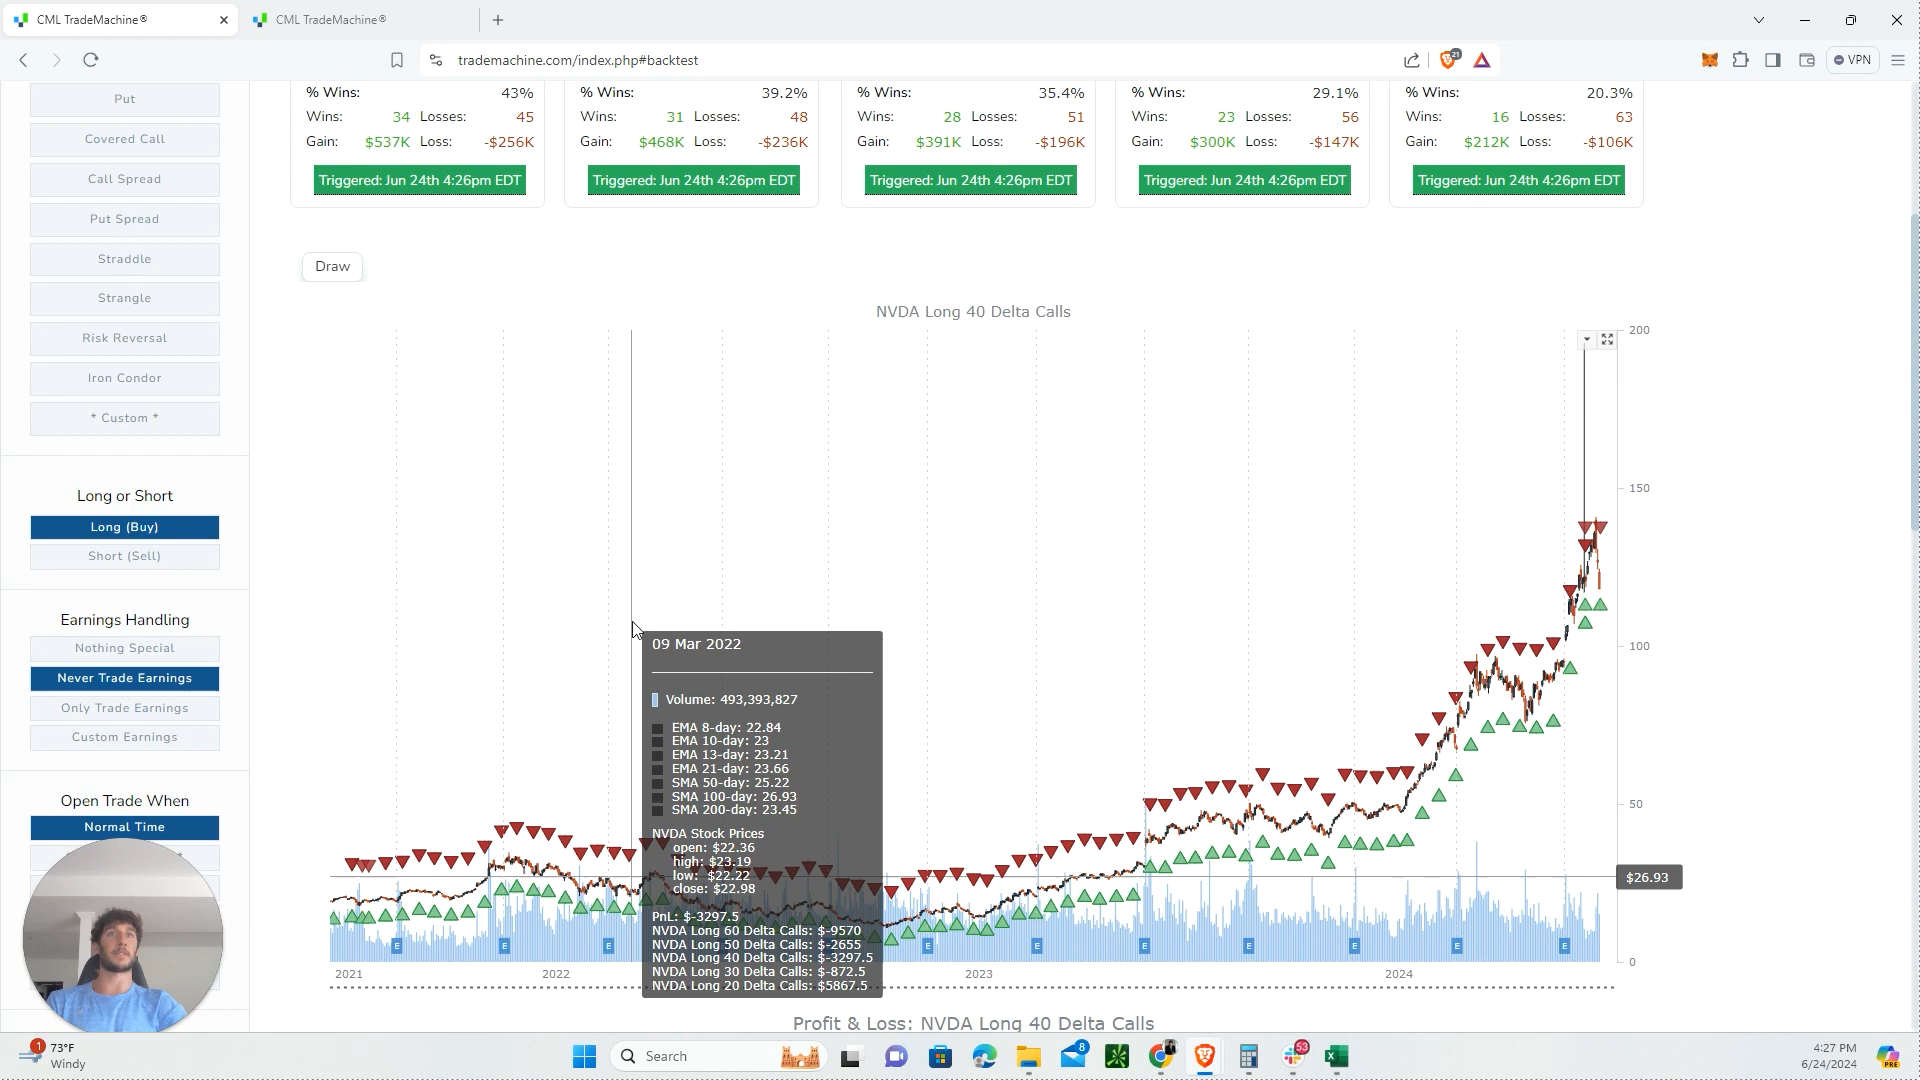 CML TradeMachine®
CML TradeMachine®
trademachine.com/index.php#backtest
21
VPN
Put
Covered Call
Call Spread
Put Spread
Straddle
Strangle
Risk Reversal
Iron Condor
* Custom *
Long or Short
Long (Buy)
Short (Sell)
Earnings Handling
Nothing Special
Never Trade Earnings
Only Trade Earnings
Custom Earnings
Open Trade When
Normal Time
% Wins: 43%
Wins: 34 Losses: 45
Gain: $537K Loss: -$256K
Triggered: Jun 24th 4:26pm EDT
% Wins: 39.2%
Wins: 31 Losses: 48
Gain: $468K Loss: -$236K
Triggered: Jun 24th 4:26pm EDT
% Wins: 35.4%
Wins: 28 Losses: 51
Gain: $391K Loss: -$196K
Triggered: Jun 24th 4:26pm EDT
% Wins: 29.1%
Wins: 23 Losses: 56
Gain: $300K Loss: -$147K
Triggered: Jun 24th 4:26pm EDT
% Wins: 20.3%
Wins: 16 Losses: 63
Gain: $212K Loss: -$106K
Triggered: Jun 24th 4:26pm EDT
Draw
NVDA Long 40 Delta Calls
200
150
100
50
0
$26.93
09 Mar 2022
Volume: 493,393,827
EMA 8-day: 22.84
EMA 10-day: 23
EMA 13-day: 23.21
EMA 21-day: 23.66
SMA 50-day: 25.22
SMA 100-day: 26.93
SMA 200-day: 23.45
NVDA Stock Prices
open: $22.36
high: $23.19
low: $22.22
close: $22.98
PnL: $-3297.5
NVDA Long 60 Delta Calls: $-9570
NVDA Long 50 Delta Calls: $-2655
NVDA Long 40 Delta Calls: $-3297.5
NVDA Long 30 Delta Calls: $-872.5
NVDA Long 20 Delta Calls: $5867.5
E E E E E E E E E E E
2021 2022 2023 2024
Profit & Loss: NVDA Long 40 Delta Calls
1
73°F
Windy
Search
8
53
4:27 PM
6/24/2024
PRE